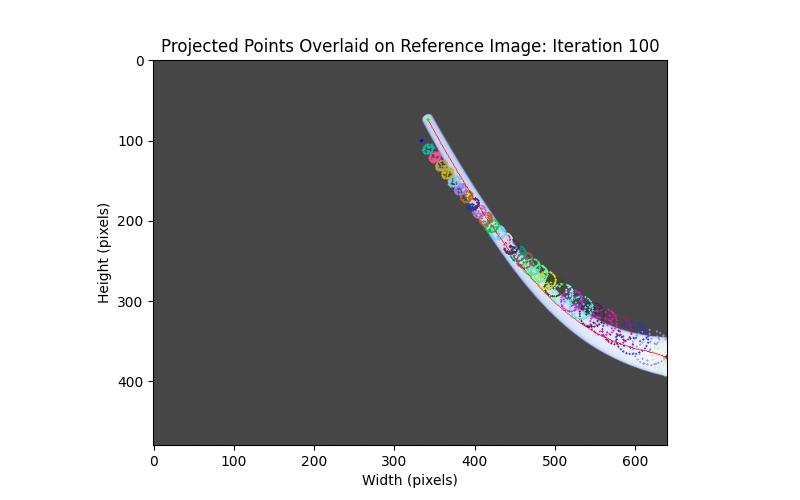 Projected Points Overlaid on Reference Image: Iteration 100
0
100
200
300
400
Height (pixels)
0 100 200 300 400 500 600
Width (pixels)